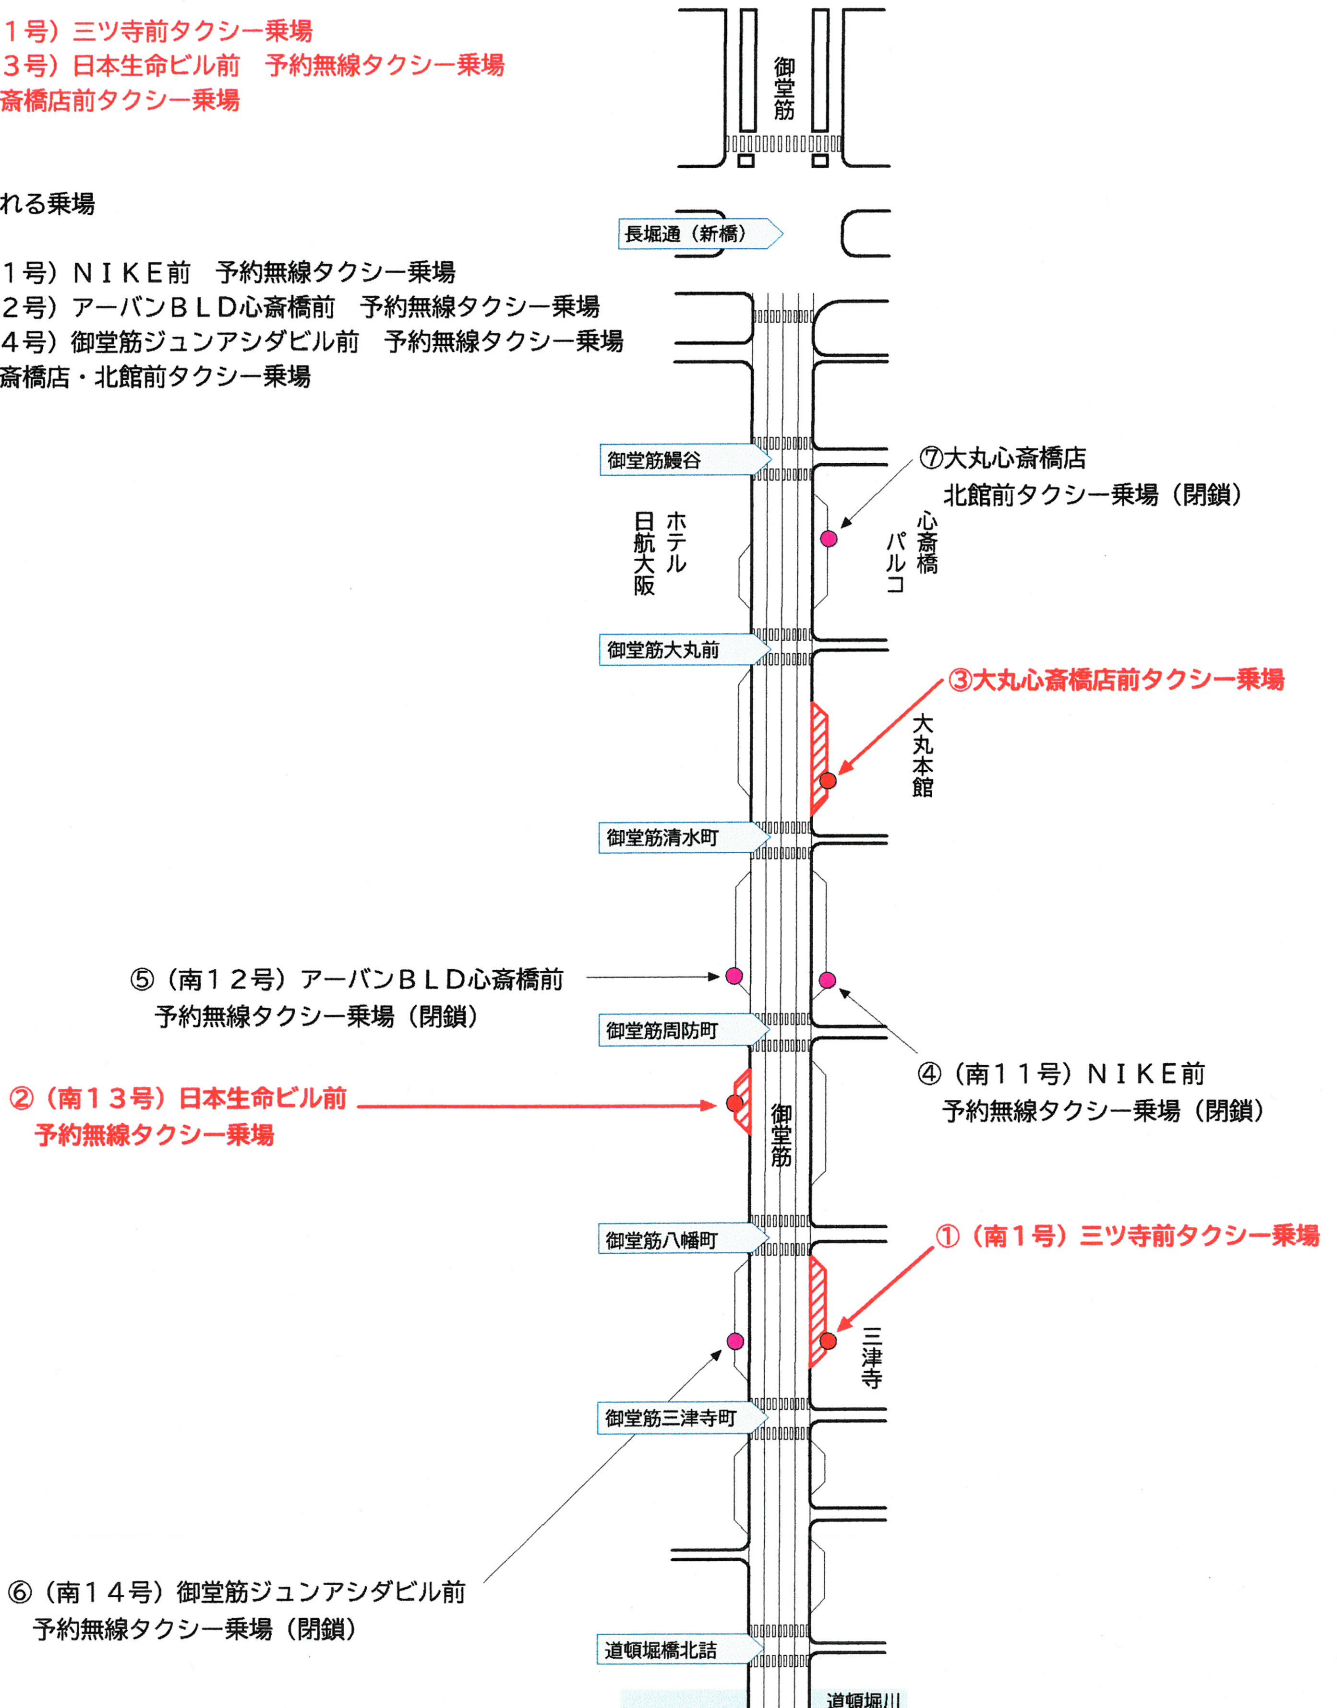 １号）三ツ寺前タクシー乗場
３号）日本生命ビル前　予約無線タクシー乗場
斎橋店前タクシー乗場
御堂筋
れる乗場
長堀通（新橋）
１号）ＮＩＫＥ前　予約無線タクシー乗場
２号）アーバンＢＬＤ心斎橋前　予約無線タクシー乗場
４号）御堂筋ジュンアシダビル前　予約無線タクシー乗場
斎橋店・北館前タクシー乗場
御堂筋鰻谷
⑦大丸心斎橋店
北館前タクシー乗場（閉鎖）
ホテル
日航大阪
心斎橋
パルコ
御堂筋大丸前
③大丸心斎橋店前タクシー乗場
大丸本館
御堂筋清水町
⑤（南１２号）アーバンＢＬＤ心斎橋前
予約無線タクシー乗場（閉鎖）
御堂筋周防町
④（南１１号）ＮＩＫＥ前
予約無線タクシー乗場（閉鎖）
②（南１３号）日本生命ビル前
予約無線タクシー乗場
御堂筋
御堂筋八幡町
①（南１号）三ツ寺前タクシー乗場
三津寺
御堂筋三津寺町
⑥（南１４号）御堂筋ジュンアシダビル前
予約無線タクシー乗場（閉鎖）
道頓堀橋北詰
道頓堀川